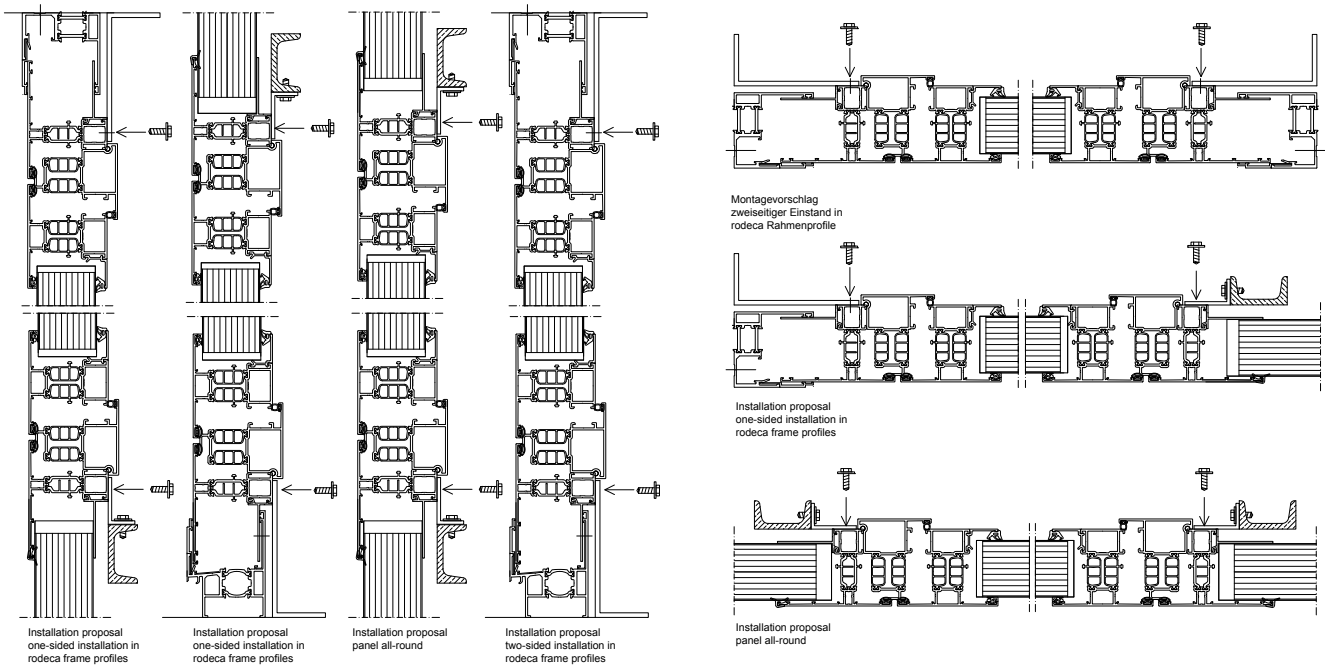 Installation proposal
one-sided installation in
rodeca frame profiles
Installation proposal
one-sided installation in
rodeca frame profiles
Installation proposal
panel all-round
Installation proposal
two-sided installation in
rodeca frame profiles
Montagevorschlag
zweiseitiger Einstand in
rodeca Rahmenprofile
Installation proposal
one-sided installation in
rodeca frame profiles
Installation proposal
panel all-round